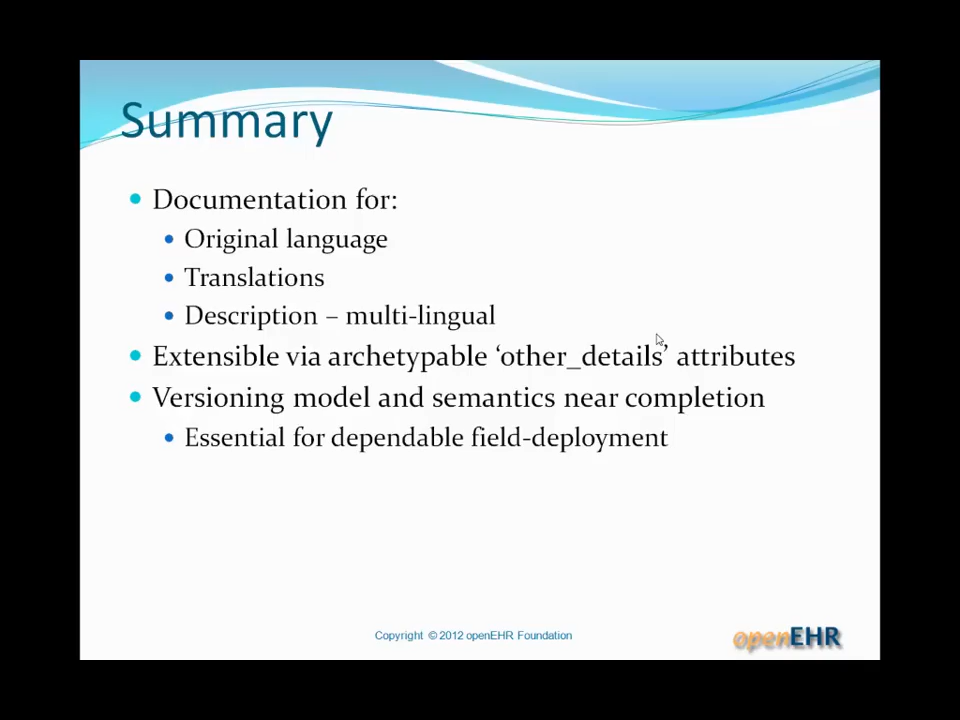 Summary
Documentation for:
Original language
Translations
Description – multi-lingual
Extensible via archetypable ‘other_details’ attributes
Versioning model and semantics near completion
Essential for dependable field-deployment
Copyright © 2012 openEHR Foundation
openEHR